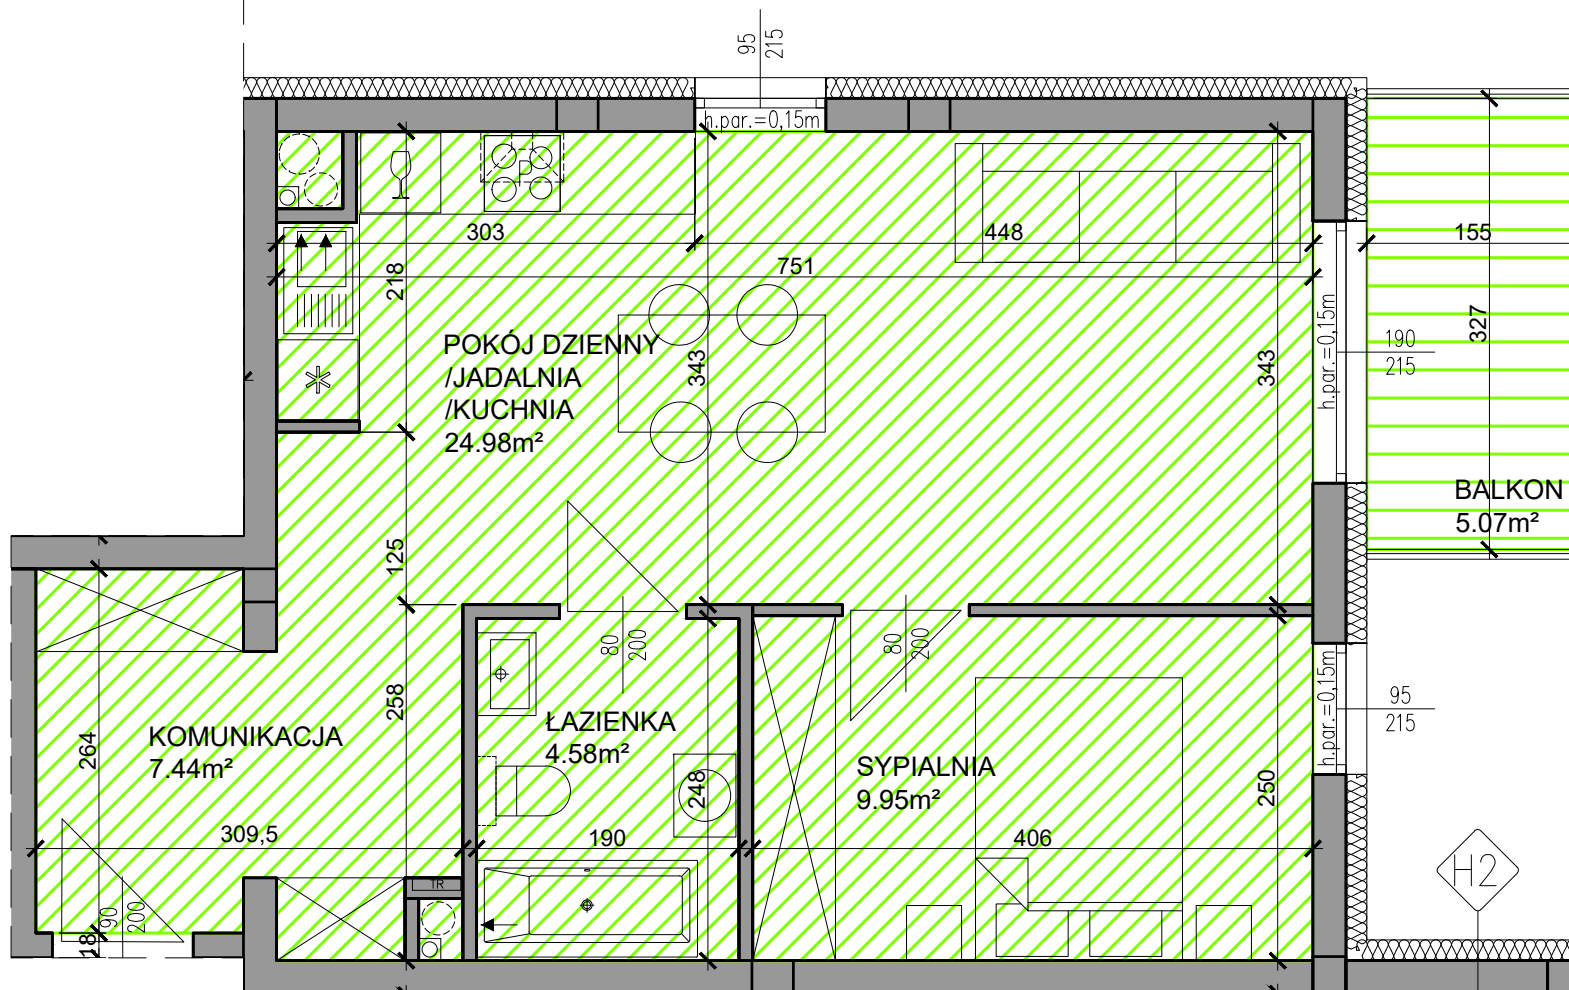 95
215
h.par.=0,15m
303
448
155
751
218
P
POKÓJ DZIENNY
/JADALNIA
/KUCHNIA
24.98m²
343
343
h.par.=0,15m
190
215
327
BALKON
5.07m²
125
80
200
80
200
258
264
KOMUNIKACJA
7.44m²
ŁAZIENKA
4.58m²
248
SYPIALNIA
9.95m²
250
h.par.=0,15m
95
215
309,5
190
406
H2
TR
90
200
18